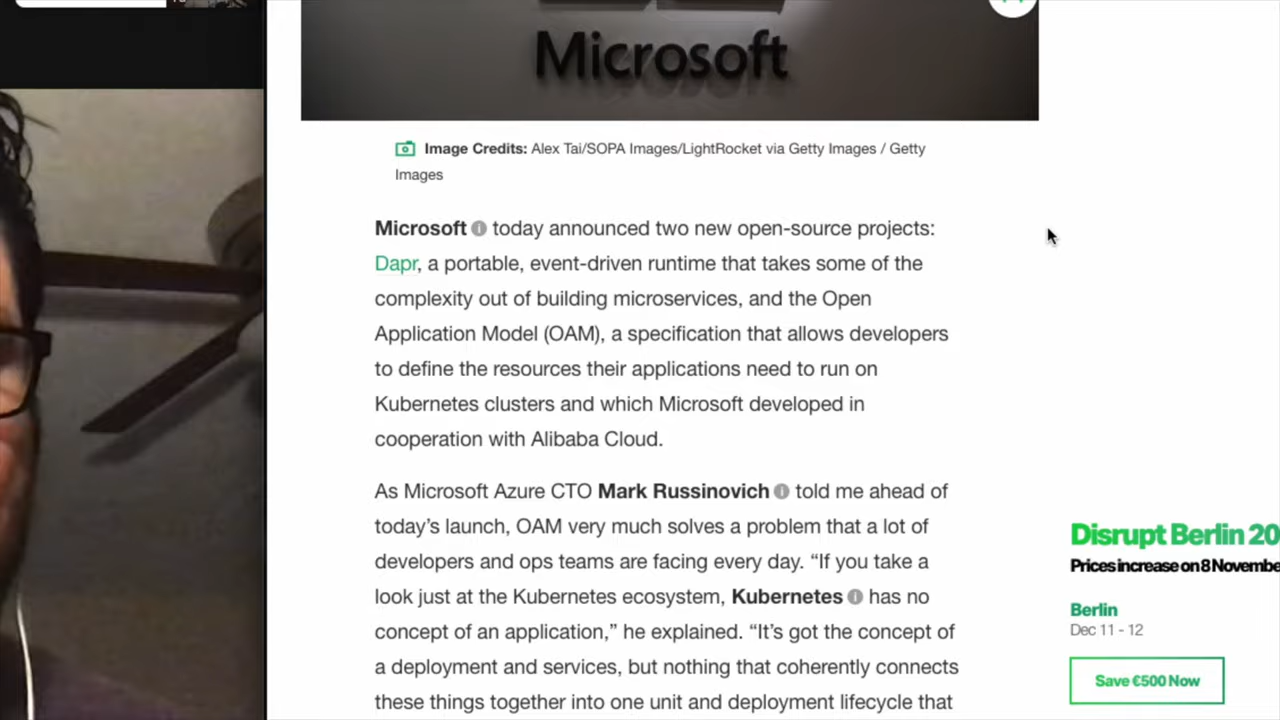 Microsoft
Image Credits: Alex Tai/SOPA Images/LightRocket via Getty Images / Getty
Images
Microsoft today announced two new open-source projects:
Dapr, a portable, event-driven runtime that takes some of the
complexity out of building microservices, and the Open
Application Model (OAM), a specification that allows developers
to define the resources their applications need to run on
Kubernetes clusters and which Microsoft developed in
cooperation with Alibaba Cloud.
As Microsoft Azure CTO Mark Russinovich told me ahead of
today’s launch, OAM very much solves a problem that a lot of
developers and ops teams are facing every day. “If you take a
look just at the Kubernetes ecosystem, Kubernetes has no
concept of an application,” he explained. “It’s got the concept of
a deployment and services, but nothing that coherently connects
these things together into one unit and deployment lifecycle that
Disrupt Berlin 20
Prices increase on 8 Novembe
Berlin
Dec 11 - 12
Save €500 Now